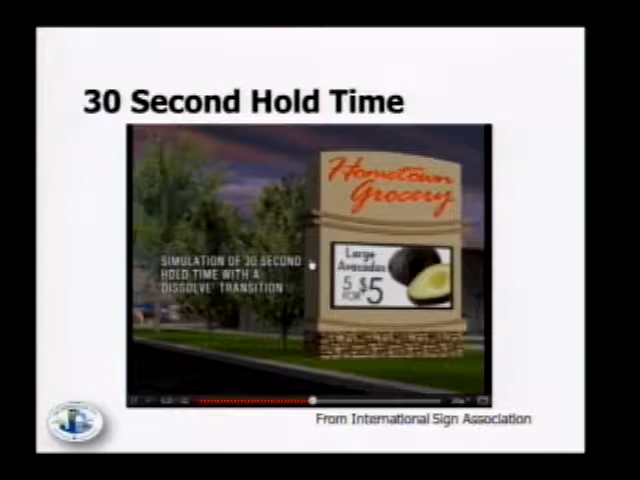 30 Second Hold Time
Hometown
Grocery
SIMULATION OF 30 SECOND
HOLD TIME WITH A
DISSOLVE' TRANSITION
Large
Avocados
5 FOR $5
From International Sign Association